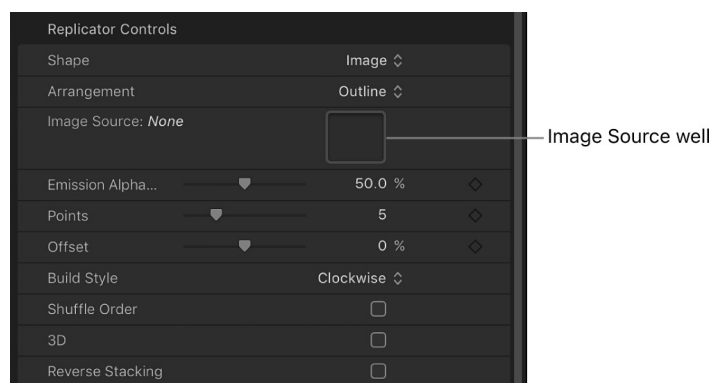 Replicator Controls
Shape Image
Arrangement Outline
Image Source: None
Image Source well
Emission Alpha... 50.0 %
Points 5
Offset 0 %
Build Style Clockwise
Shuffle Order
3D
Reverse Stacking